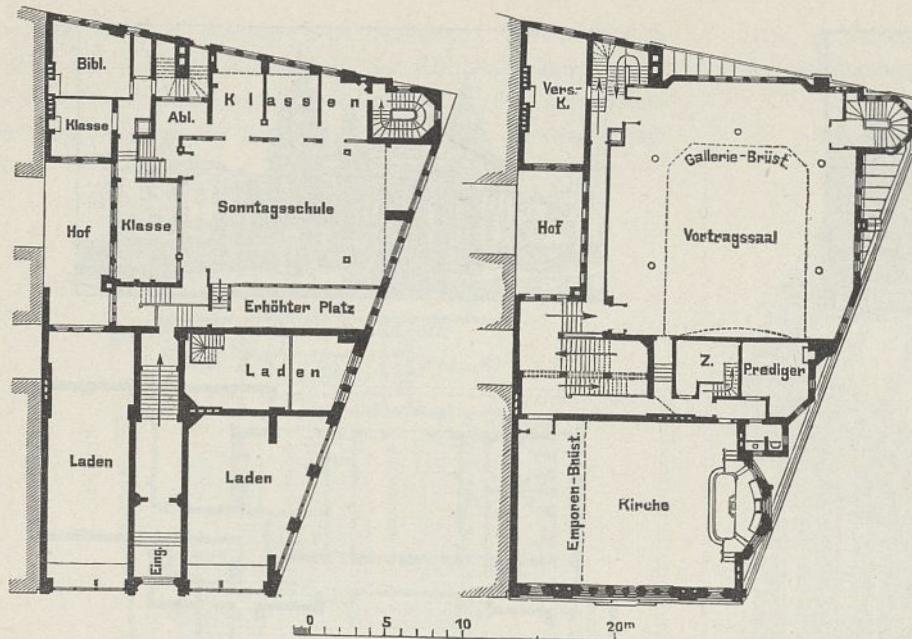 Bibl.
Klasse
Abl.
Klassen
Hof
Klasse
Sonntagsschule
Erhöhter Platz
Laden
Laden
Laden
Eing.
Vers.-
K.
Gallerie-Brüst.
Hof
Vortragssaal
Z.
Prediger
Emporen-Brüst.
Kirche
0 5 10 20m